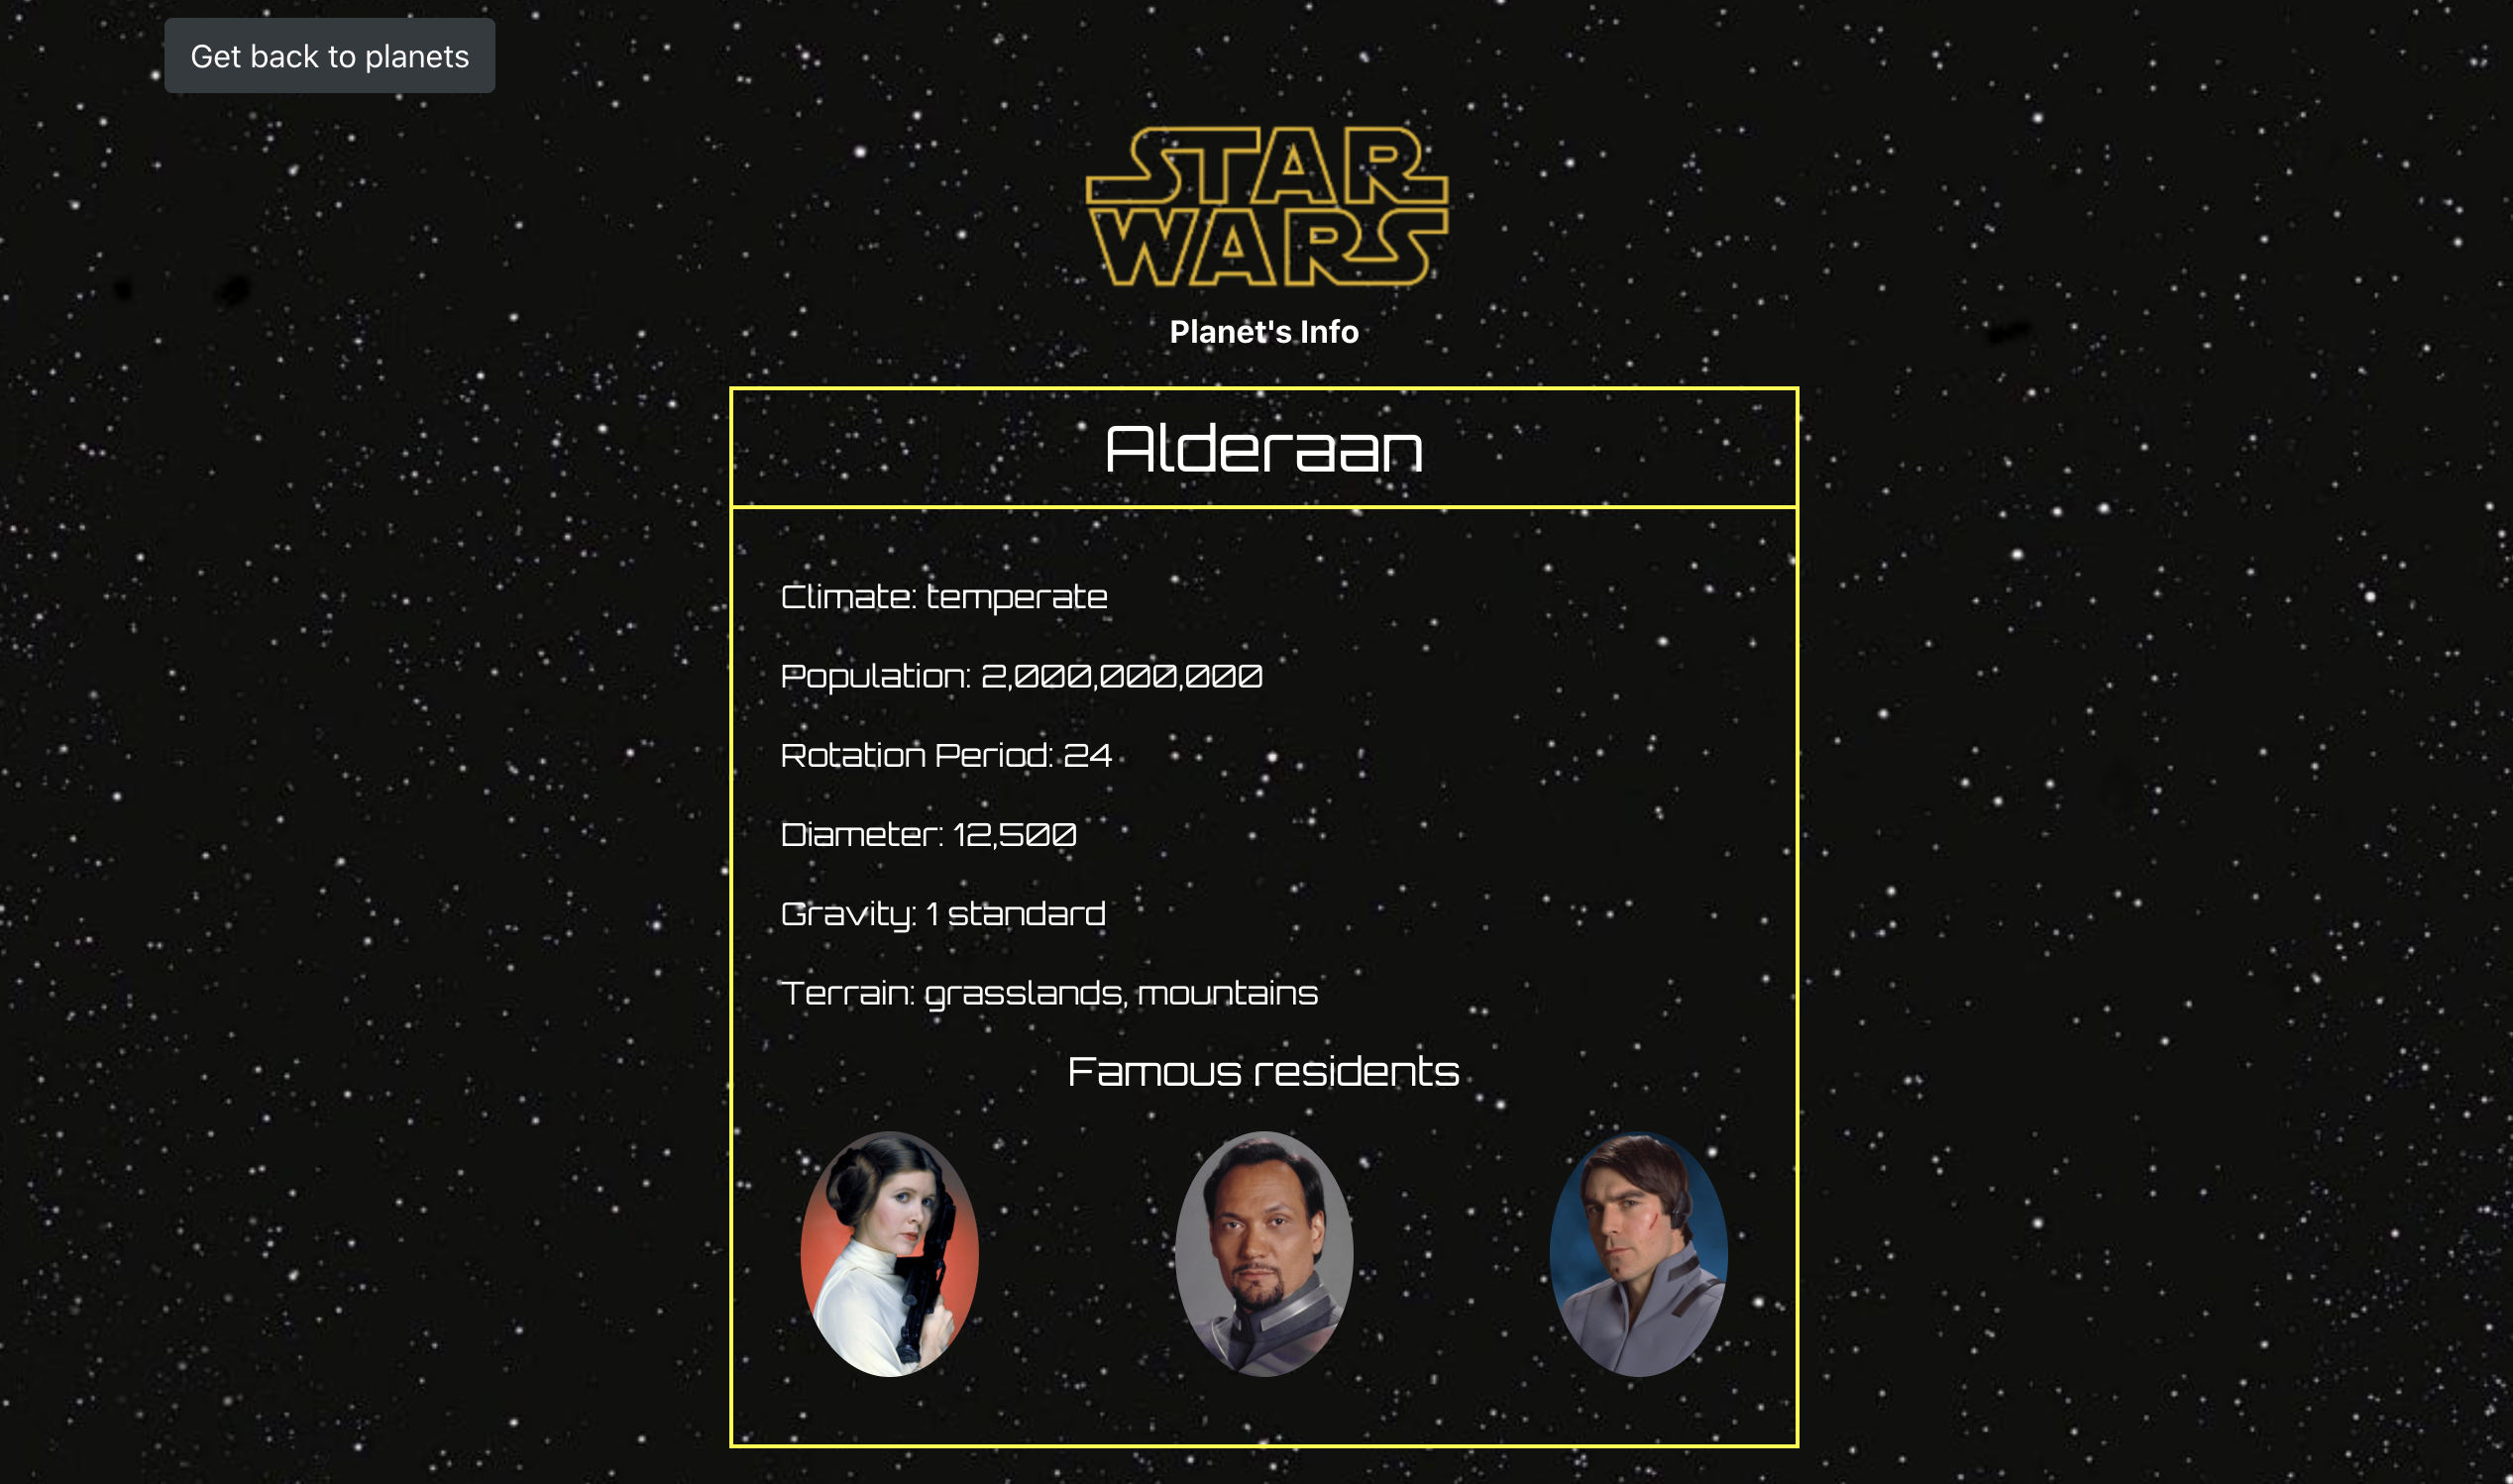 Get back to planets
STAR
WARS
Planet's Info
Alderaan
Climate: temperate
Population: 2,000,000,000
Rotation Period: 24
Diameter: 12,500
Gravity: 1 standard
Terrain: grasslands, mountains
Famous residents